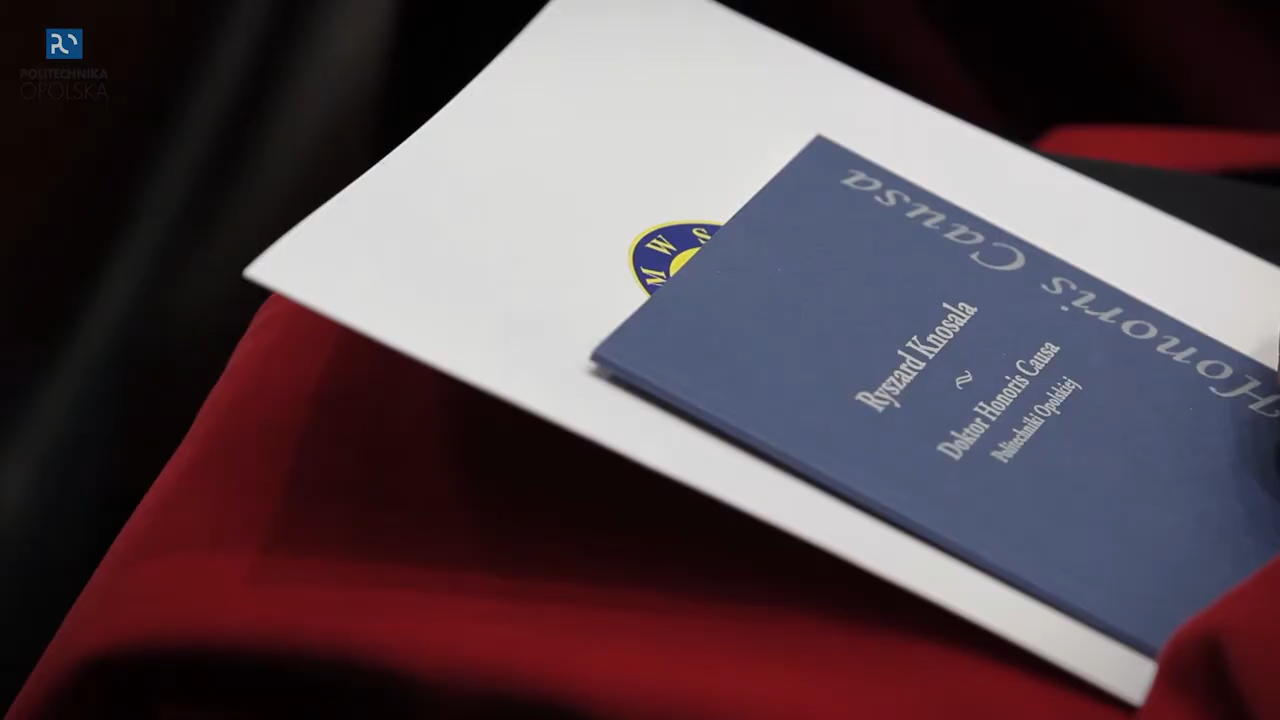 POLITECHNIKA
OPOLSKA
M W S
Honoris Causa
Ryszard Knosala
~
Doktor Honoris Causa
Politechniki Opolskiej